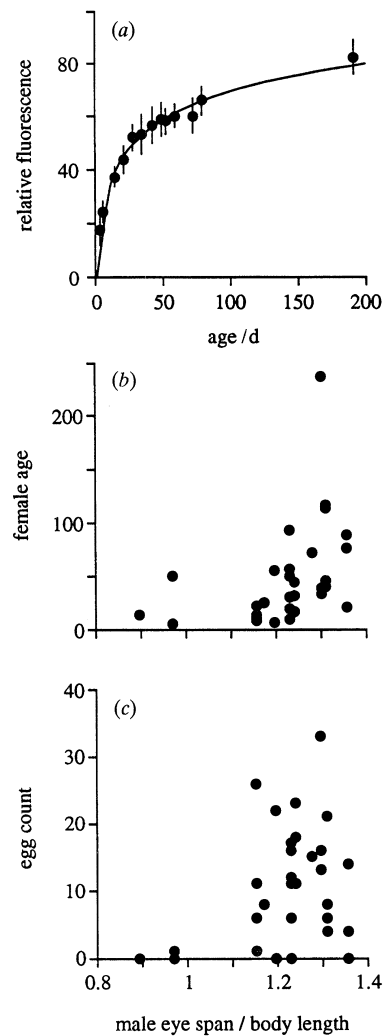 (a)
80
40
0
relative fluorescence
0 50 100 150 200
age /d
(b)
200
100
0
female age
(c)
40
30
20
10
0
egg count
0.8 1 1.2 1.4
male eye span / body length